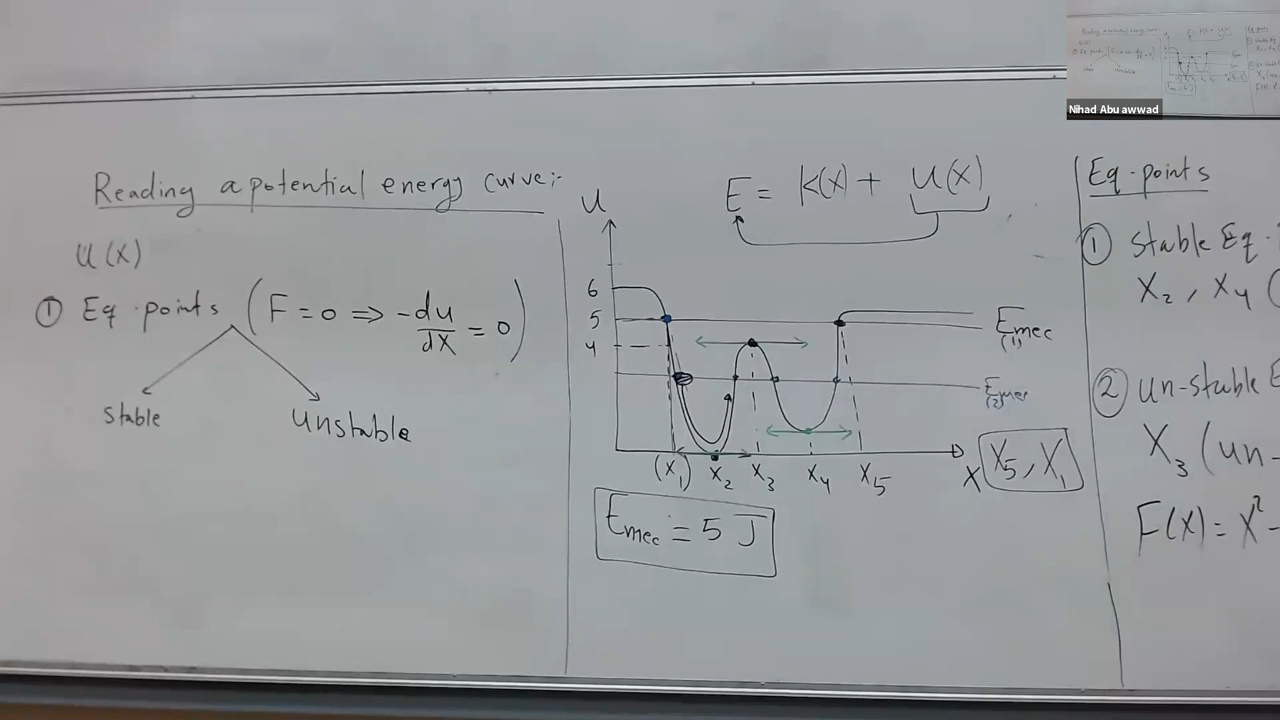 Reading a potential energy curve:-
U(X)
① Eq. points (F = 0 ⇒ -du/dX = 0)
Stable
Unstable
E = K(X) + U(X)
U
6
5
4
Emec
(1)
Emec
(2)
(X1) X2 X3 X4 X5
X
X5, X1
Emec = 5 J
Eq. points
① Stable Eq.
X2, X4 (
② Un-stable E
X3 (un-
F(X) = X² -
Nihad Abu awwad